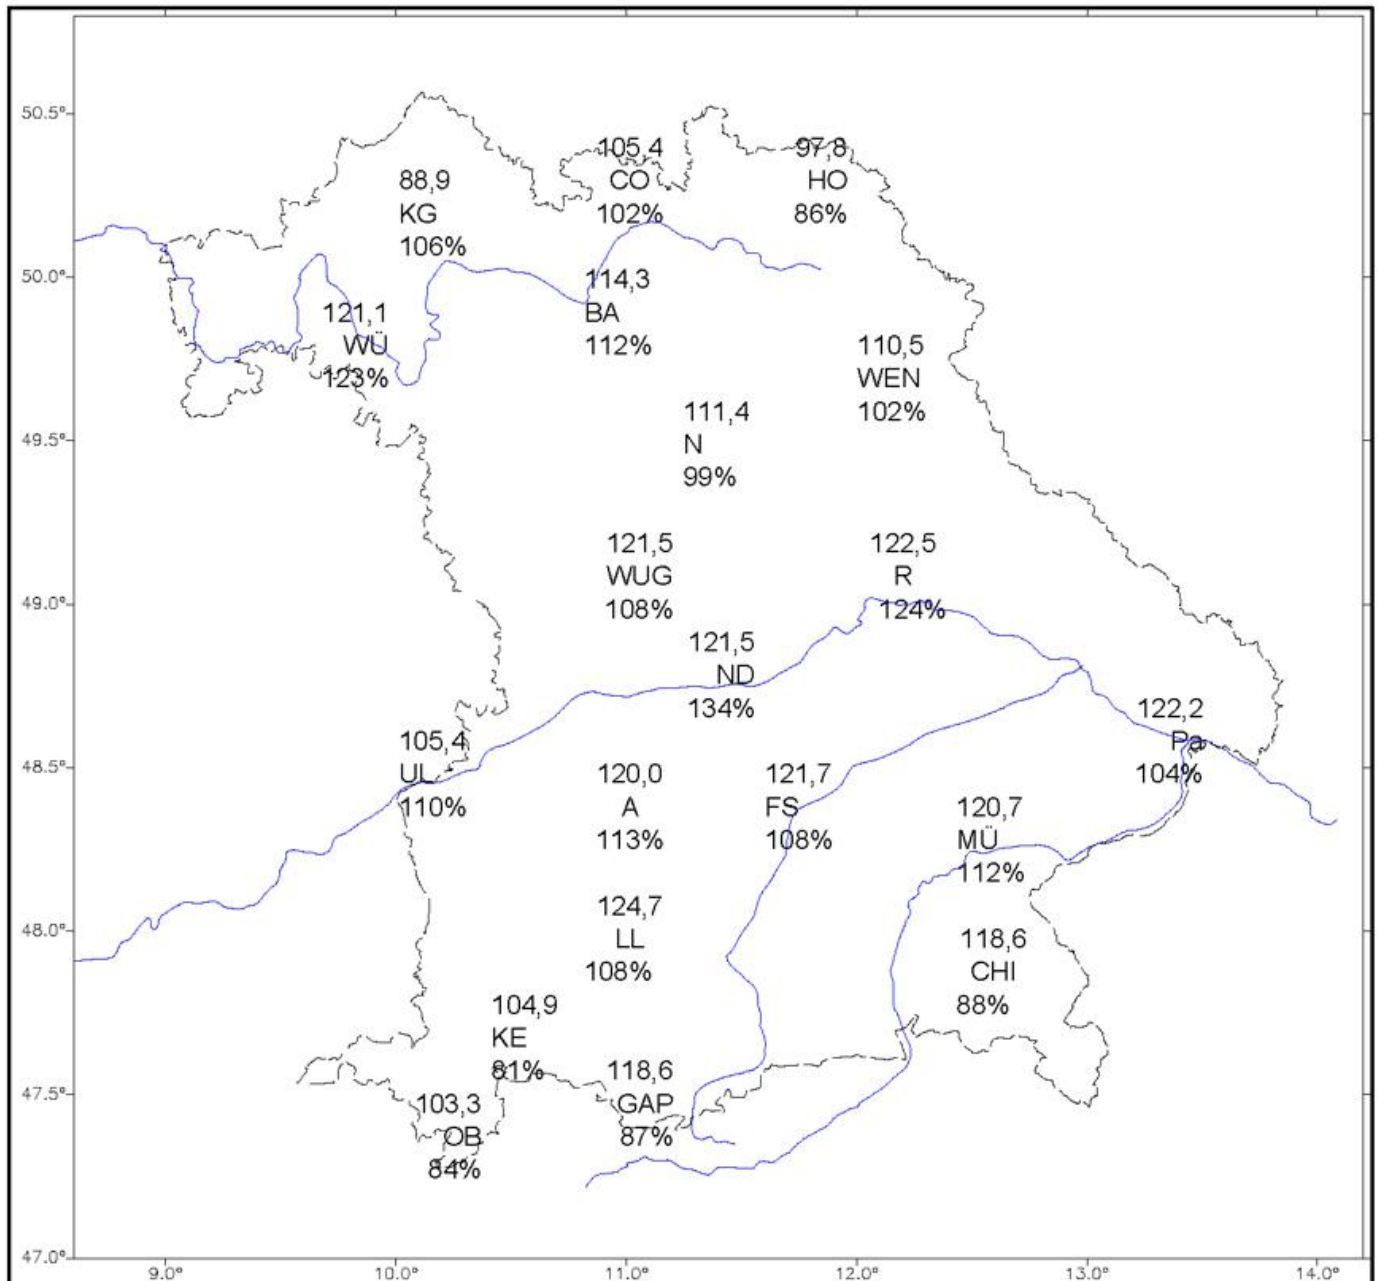 50.5°
105,4
CO
102%
97,8
HO
86%
88,9
KG
106%
50.0°
114,3
BA
112%
121,1
WÜ
123%
110,5
WEN
102%
111,4
N
99%
49.5°
121,5
WUG
108%
122,5
R
124%
49.0°
121,5
ND
134%
122,2
Pa
104%
105,4
UL
110%
48.5°
120,0
A
113%
121,7
FS
108%
120,7
MÜ
112%
124,7
LL
108%
48.0°
118,6
CHI
88%
104,9
KE
81%
118,6
GAP
87%
47.5°
103,3
OB
84%
47.0°
9.0°
10.0°
11.0°
12.0°
13.0°
14.0°